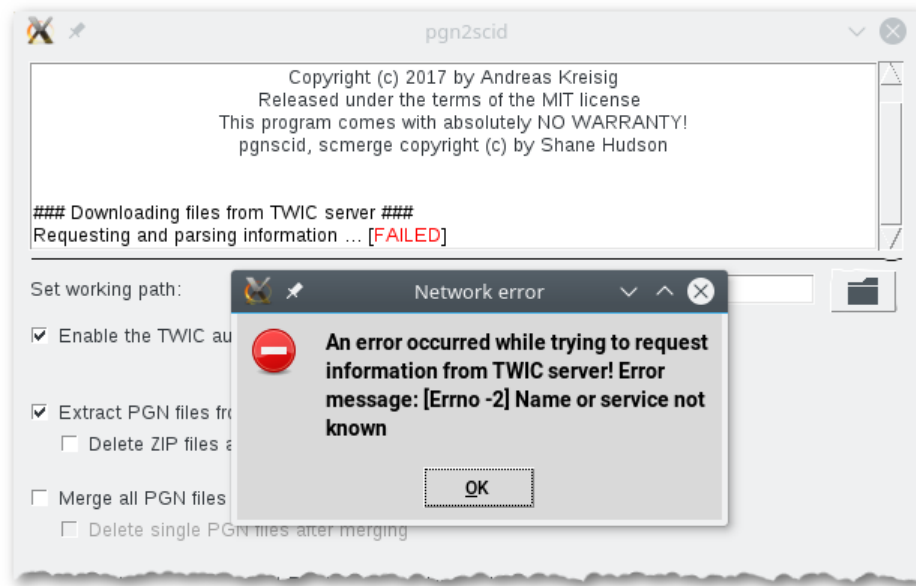 pgn2scid
Copyright (c) 2017 by Andreas Kreisig
Released under the terms of the MIT license
This program comes with absolutely NO WARRANTY!
pgnscid, scmerge copyright (c) by Shane Hudson
### Downloading files from TWIC server ###
Requesting and parsing information ... [FAILED]
Set working path:
Network error
Enable the TWIC
An error occurred while trying to request
information from TWIC server! Error
message: [Errno -2] Name or service not
known
Extract PGN files
Delete ZIP files
OK
Merge all PGN files
Delete single PGN files after merging